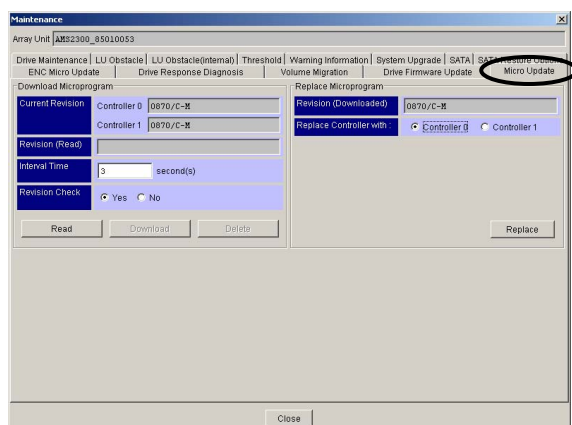 Maintenance
Array Unit AMS2300_85010053
Drive Maintenance LU Obstacle LU Obstacle(internal) Threshold Warning Information System Upgrade SATA SATA Restore Options
ENC Micro Update Drive Response Diagnosis Volume Migration Drive Firmware Update Micro Update
Download Microprogram
Current Revision Controller 0 0870/C-M
Controller 1 0870/C-M
Revision (Read)
Interval Time 3 second(s)
Revision Check Yes No
Read Download Delete
Replace Microprogram
Revision (Downloaded) 0870/C-M
Replace Controller with : Controller 0 Controller 1
Replace
Close